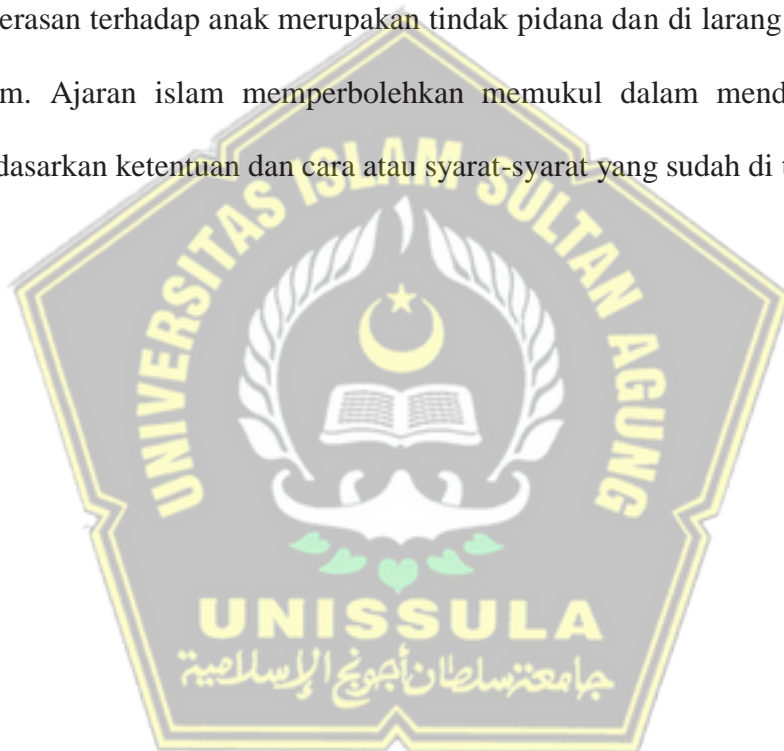 erasan terhadap anak merupakan tindak pidana dan di larang
m. Ajaran islam memperbolehkan memukul dalam mend
dasarkan ketentuan dan cara atau syarat-syarat yang sudah di t
UNIVERSITAS ISLAM SULTAN AGUNG
UNISSULA
جامعة سلطان أجونج الإسلامية